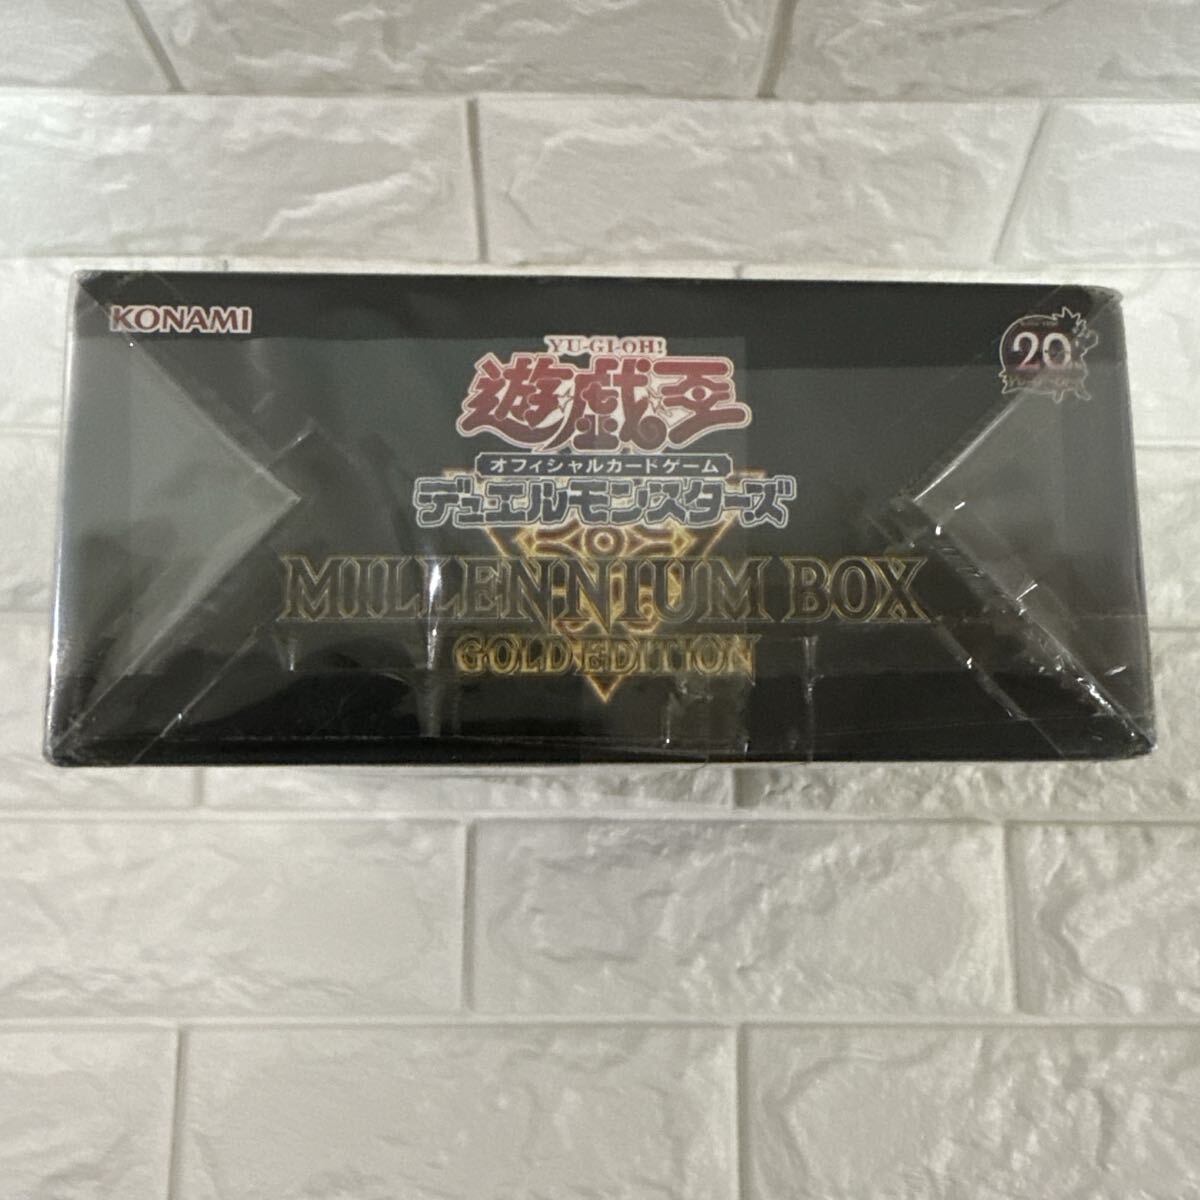 KONAMI
YU-GI-OH!
遊戯王
オフィシャルカードゲーム
デュエルモンスターズ
MILLENNIUM BOX
GOLD EDITION
20